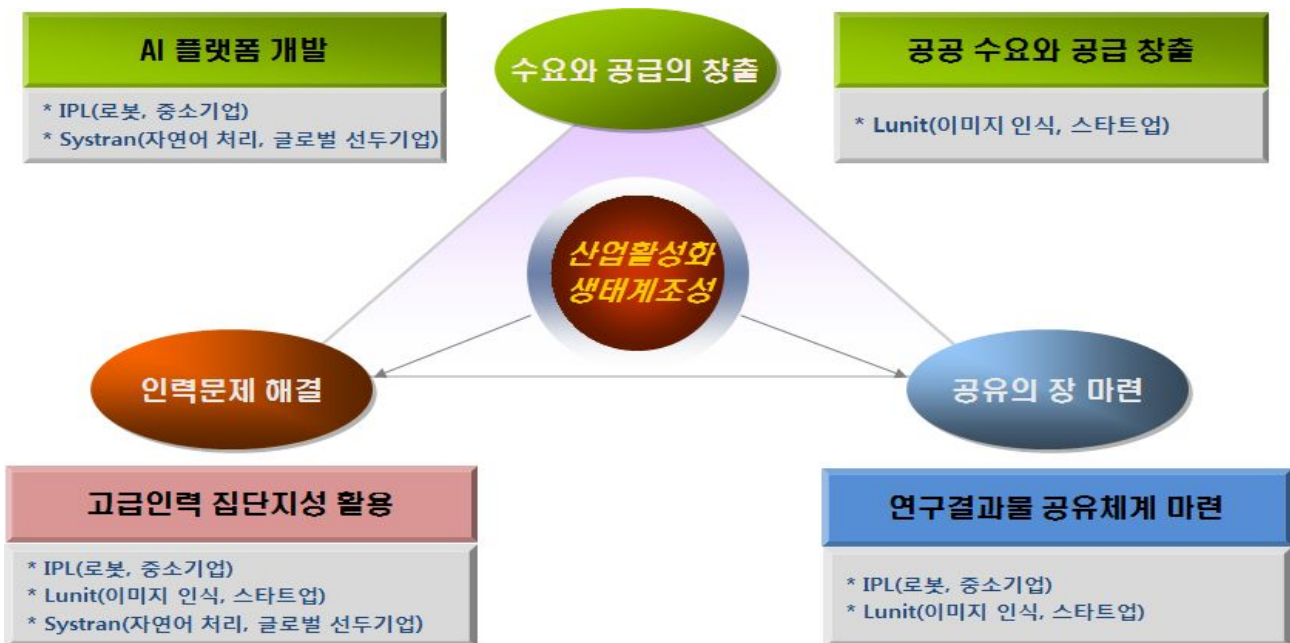 AI 플랫폼 개발
* IPL(로봇, 중소기업)
* Systran(자연어 처리, 글로벌 선두기업)
수요와 공급의 창출
공공 수요와 공급 창출
* Lunit(이미지 인식, 스타트업)
산업활성화
생태계조성
인력문제 해결
공유의 장 마련
고급인력 집단지성 활용
* IPL(로봇, 중소기업)
* Lunit(이미지 인식, 스타트업)
* Systran(자연어 처리, 글로벌 선두기업)
연구결과물 공유체계 마련
* IPL(로봇, 중소기업)
* Lunit(이미지 인식, 스타트업)